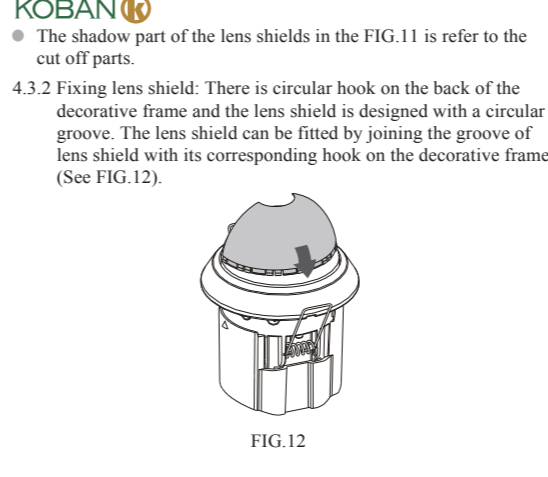 KOBAN k
● The shadow part of the lens shields in the FIG.11 is refer to the
cut off parts.
4.3.2 Fixing lens shield: There is circular hook on the back of the
decorative frame and the lens shield is designed with a circular
groove. The lens shield can be fitted by joining the groove of
lens shield with its corresponding hook on the decorative frame
(See FIG.12).
FIG.12